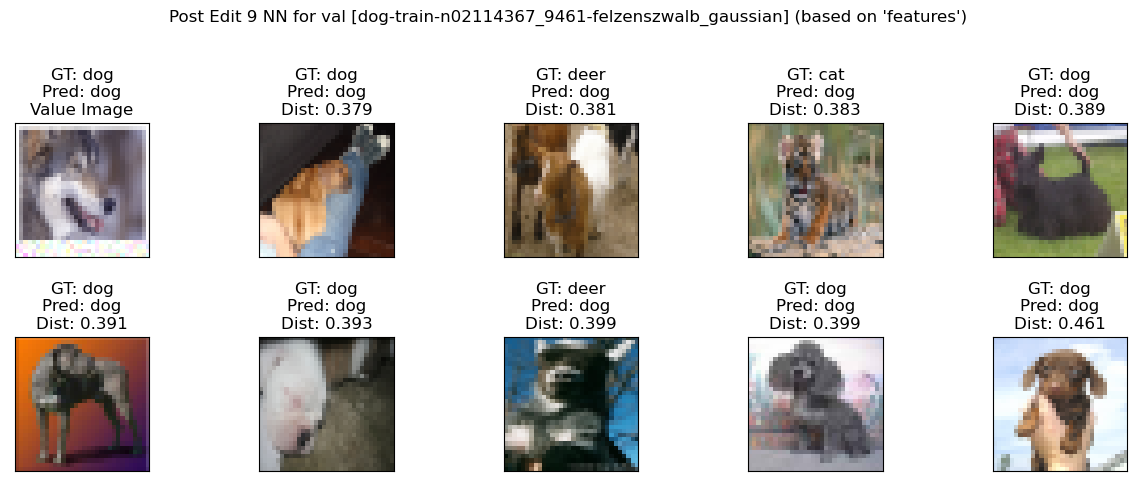 Post Edit 9 NN for val [dog-train-n02114367_9461-felzenszwalb_gaussian] (based on 'features')
GT: dog
Pred: dog
Value Image
GT: dog
Pred: dog
Dist: 0.379
GT: deer
Pred: dog
Dist: 0.381
GT: cat
Pred: dog
Dist: 0.383
GT: dog
Pred: dog
Dist: 0.389
GT: dog
Pred: dog
Dist: 0.391
GT: dog
Pred: dog
Dist: 0.393
GT: deer
Pred: dog
Dist: 0.399
GT: dog
Pred: dog
Dist: 0.399
GT: dog
Pred: dog
Dist: 0.461